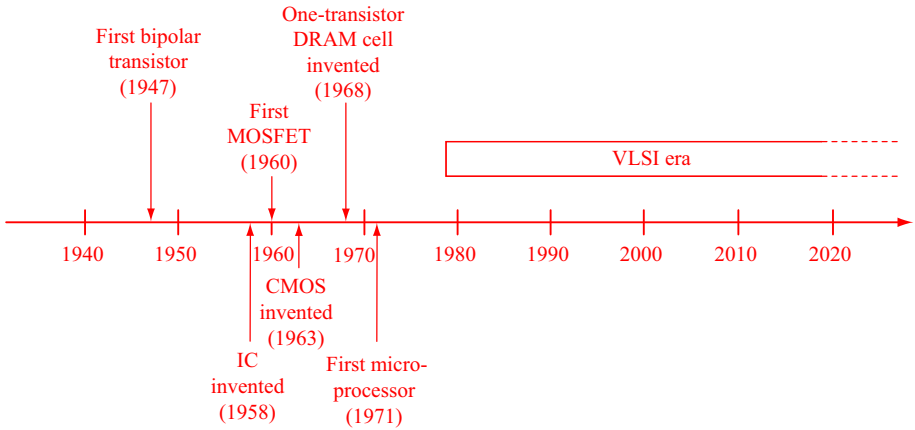 First bipolar
transistor
(1947)
One-transistor
DRAM cell
invented
(1968)
First
MOSFET
(1960)
VLSI era
1940
1950
1960
1970
1980
1990
2000
2010
2020
IC
invented
(1958)
CMOS
invented
(1963)
First micro-
processor
(1971)